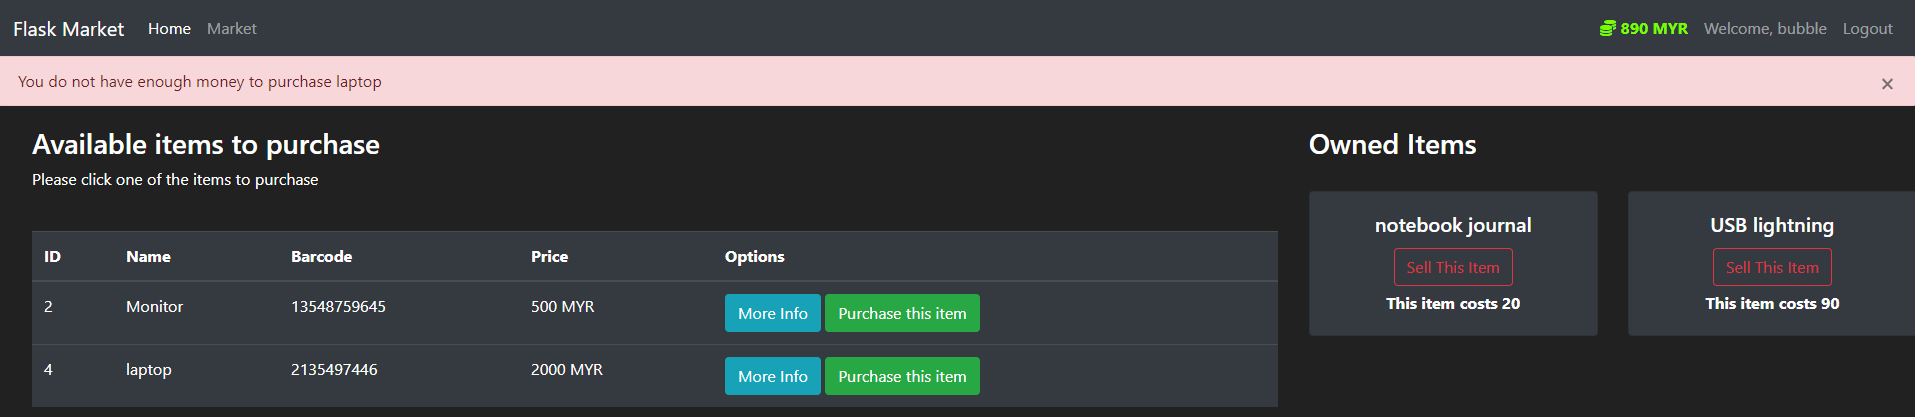 Flask Market Home Market 890 MYR Welcome, bubble Logout
You do not have enough money to purchase laptop ×
Available items to purchase
Please click one of the items to purchase
ID Name Barcode Price Options
2 Monitor 13548759645 500 MYR More Info Purchase this item
4 laptop 2135497446 2000 MYR More Info Purchase this item
Owned Items
notebook journal
Sell This Item
This item costs 20
USB lightning
Sell This Item
This item costs 90